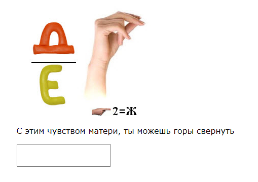 Д
Е
2=Ж
С этим чувством матери, ты можешь горы свернуть